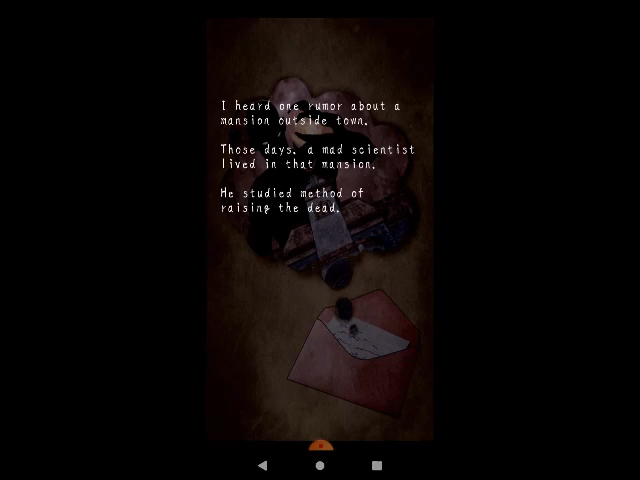 I heard one rumor about a
mansion outside town.
Those days, a mad scientist
lived in that mansion.
He studied method of
raising the dead.